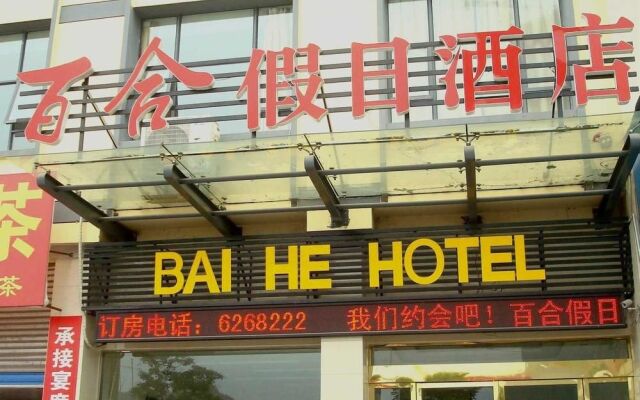 百合 假日酒店
BAI HE HOTEL
订房电话：6268222 我们约会吧！百合假日
茶
茶
承接宴